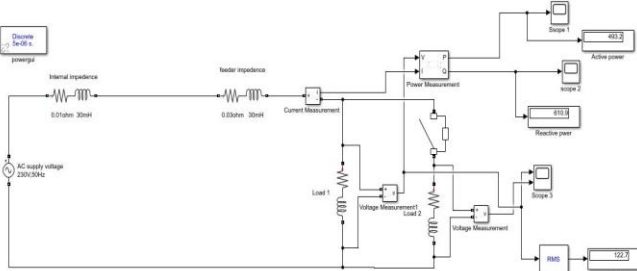 Discrete
5e-06 s.
powergui
Internal impedance
0.01ohm 30mH
feeder impedence
0.03ohm 30mH
Current Measurement
V
P
I
Q
Power Measurement
Scope 1
493.2
Active power
scope 2
610.9
Reactive pwer
AC supply voltage
230V,50Hz
Load 1
Voltage Measurement1
Load 2
Voltage Measurement
Scope 3
RMS
122.7